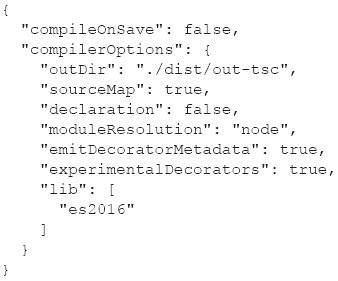 {
  "compileOnSave": false,
  "compilerOptions": {
    "outDir": "./dist/out-tsc",
    "sourceMap": true,
    "declaration": false,
    "moduleResolution": "node",
    "emitDecoratorMetadata": true,
    "experimentalDecorators": true,
    "lib": [
      "es2016"
    ]
  }
}